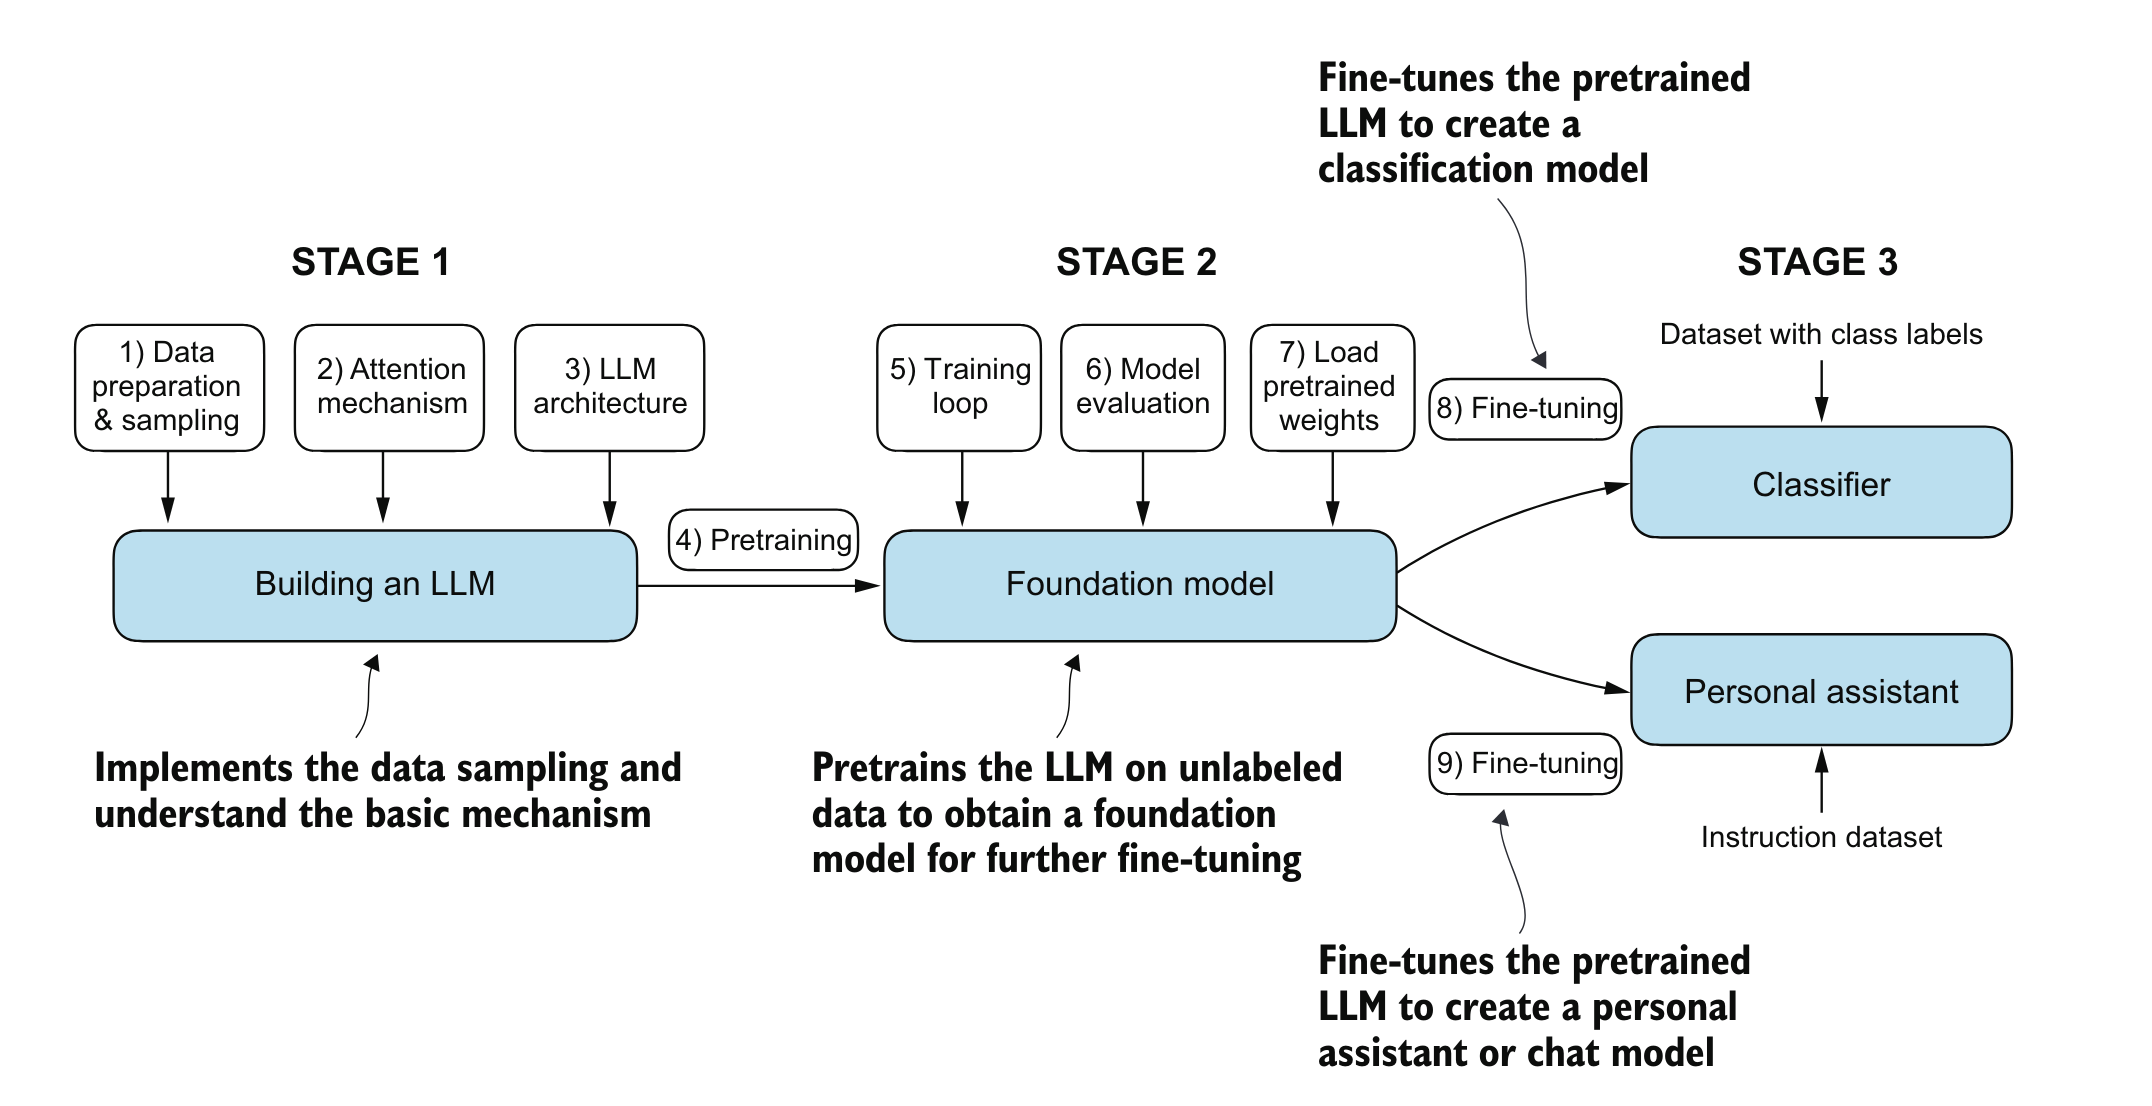 Fine-tunes the pretrained
LLM to create a
classification model
STAGE 1
STAGE 2
STAGE 3
1) Data
preparation
& sampling
2) Attention
mechanism
3) LLM
architecture
5) Training
loop
6) Model
evaluation
7) Load
pretrained
weights
8) Fine-tuning
Dataset with class labels
Classifier
4) Pretraining
Building an LLM
Foundation model
Personal assistant
9) Fine-tuning
Instruction dataset
Implements the data sampling and
understand the basic mechanism
Pretrains the LLM on unlabeled
data to obtain a foundation
model for further fine-tuning
Fine-tunes the pretrained
LLM to create a personal
assistant or chat model